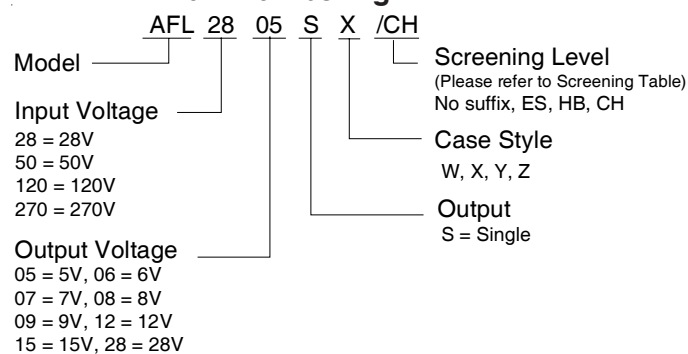 AFL 28 05 S X /CH
Model
Input Voltage
28 = 28V
50 = 50V
120 = 120V
270 = 270V
Output Voltage
05 = 5V, 06 = 6V
07 = 7V, 08 = 8V
09 = 9V, 12 = 12V
15 = 15V, 28 = 28V
Screening Level
(Please refer to Screening Table)
No suffix, ES, HB, CH
Case Style
W, X, Y, Z
Output
S = Single